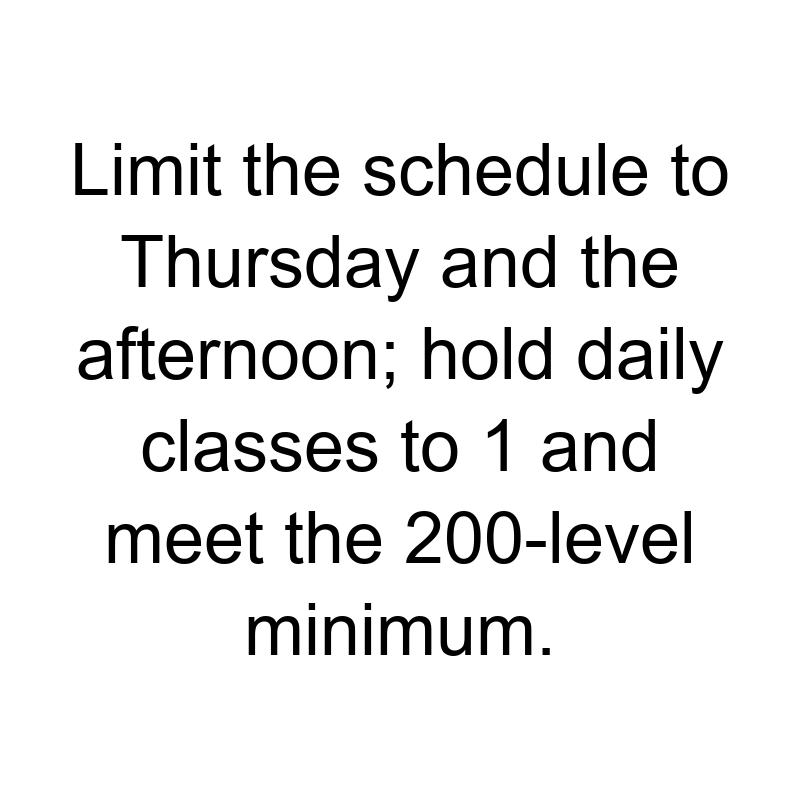 Limit the schedule to
Thursday and the
afternoon; hold daily
classes to 1 and
meet the 200-level
minimum.